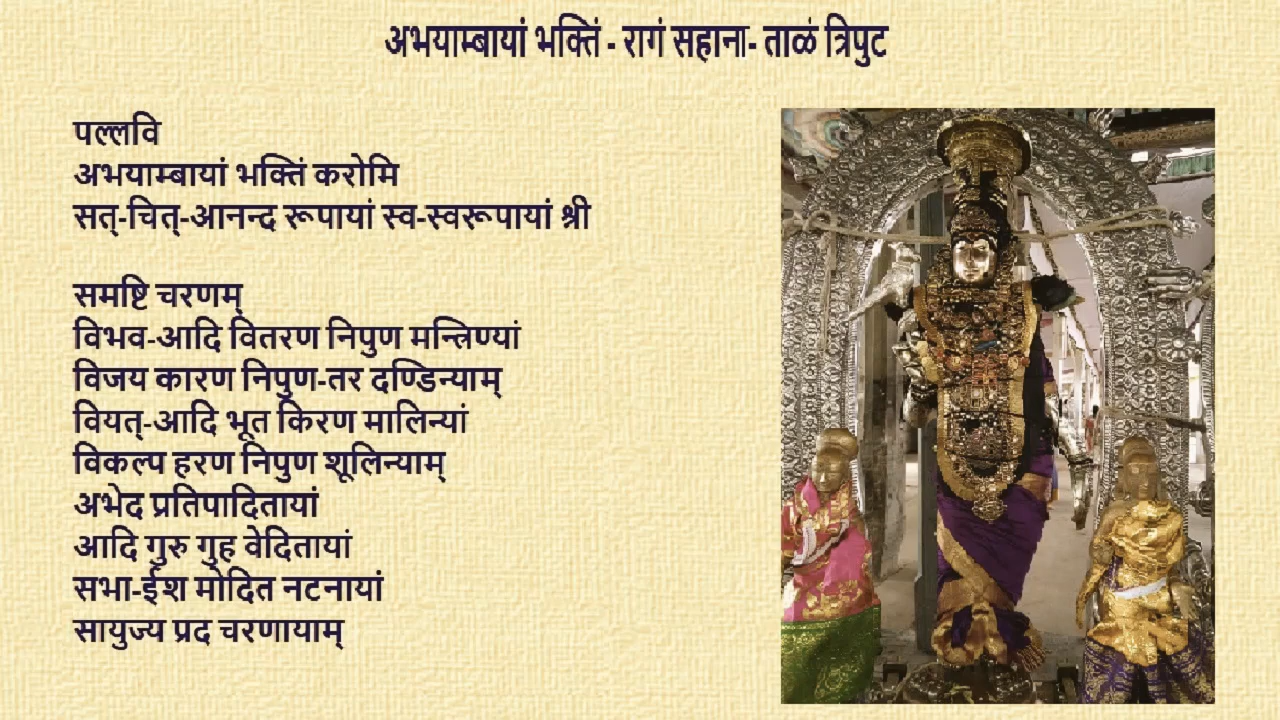 अभयाम्बायां भक्तिं - रागं सहाना- ताळं त्रिपुट
पल्लवि
अभयाम्बायां भक्तिं करोमि
सत्-चित्-आनन्द रूपायां स्व-स्वरूपायां श्री
समष्टि चरणम्
विभव-आदि वितरण निपुण मन्त्रिण्यां
विजय कारण निपुण-तर दण्डिन्याम्
वियत्-आदि भूत किरण मालिन्यां
विकल्प हरण निपुण शूलिन्याम्
अभेद प्रतिपादितायां
आदि गुरु गुह वेदितायां
सभा-ईश मोदित नटनायां
सायुज्य प्रद चरणायाम्